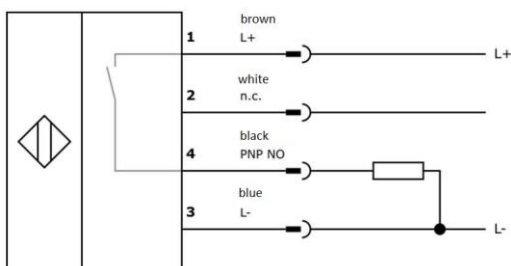 brown
1 L+
L+
white
2 n.c.
black
4 PNP NO
blue
3 L-
L-